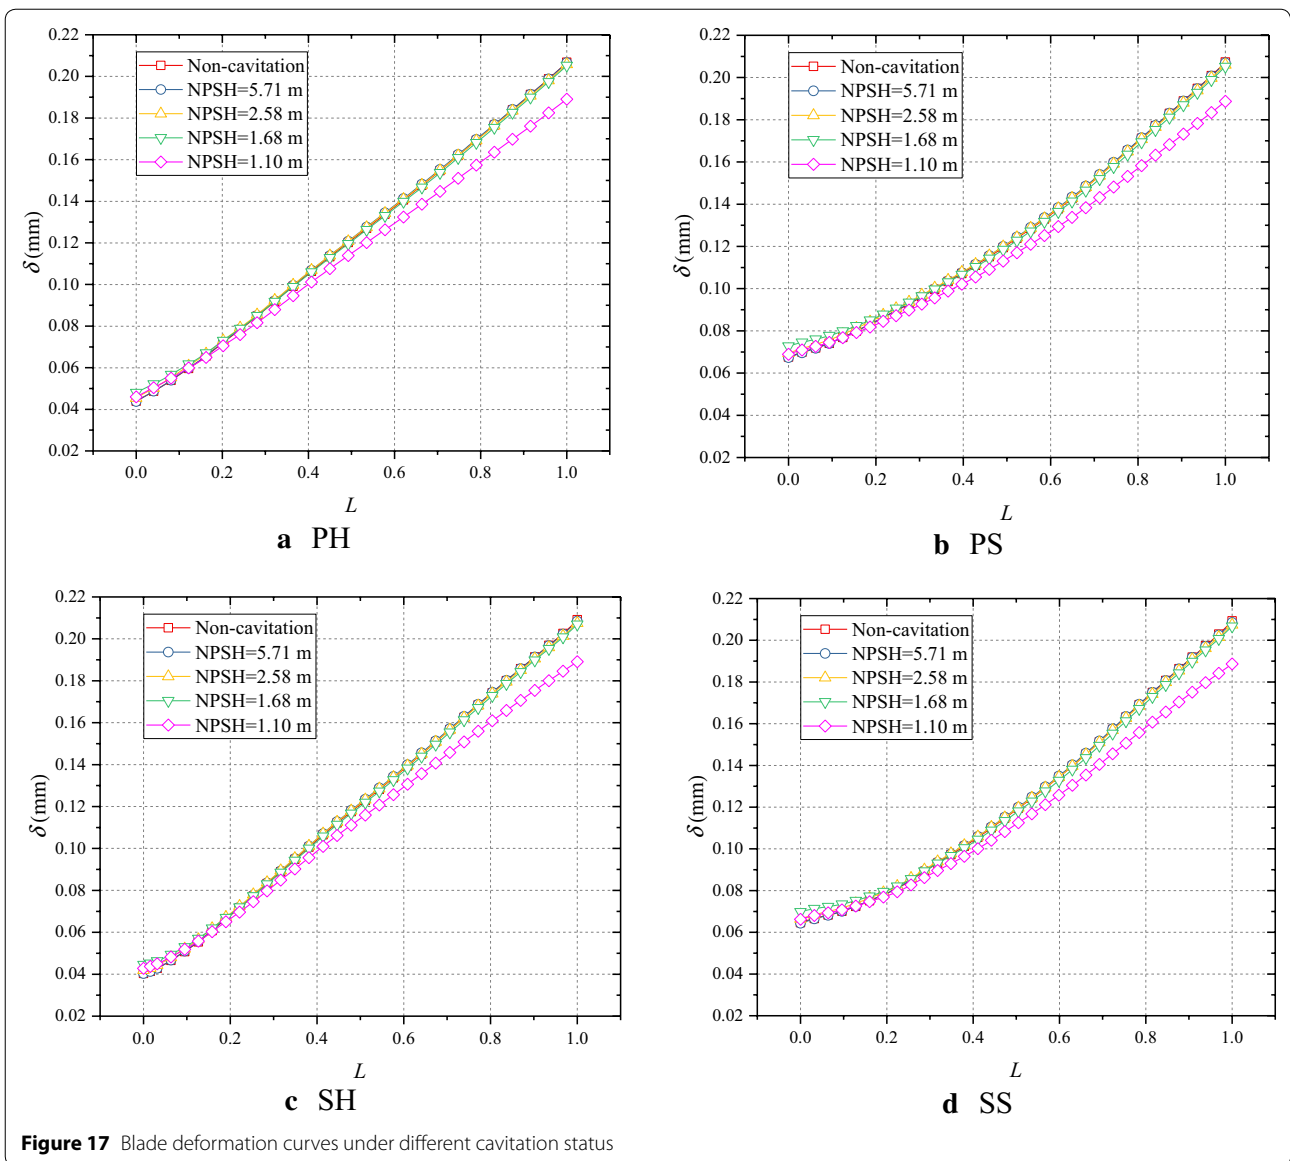 0.22
0.20
0.18
0.16
0.14
0.12
0.10
0.08
0.06
0.04
0.02
δ (mm)
Non-cavitation
NPSH=5.71 m
NPSH=2.58 m
NPSH=1.68 m
NPSH=1.10 m
0.0 0.2 0.4 0.6 0.8 1.0
L
a PH
0.22
0.20
0.18
0.16
0.14
0.12
0.10
0.08
0.06
0.04
0.02
δ (mm)
Non-cavitation
NPSH=5.71 m
NPSH=2.58 m
NPSH=1.68 m
NPSH=1.10 m
0.0 0.2 0.4 0.6 0.8 1.0
L
b PS
0.22
0.20
0.18
0.16
0.14
0.12
0.10
0.08
0.06
0.04
0.02
δ (mm)
Non-cavitation
NPSH=5.71 m
NPSH=2.58 m
NPSH=1.68 m
NPSH=1.10 m
0.0 0.2 0.4 0.6 0.8 1.0
L
c SH
0.22
0.20
0.18
0.16
0.14
0.12
0.10
0.08
0.06
0.04
0.02
δ (mm)
Non-cavitation
NPSH=5.71 m
NPSH=2.58 m
NPSH=1.68 m
NPSH=1.10 m
0.0 0.2 0.4 0.6 0.8 1.0
L
d SS
Figure 17 Blade deformation curves under different cavitation status